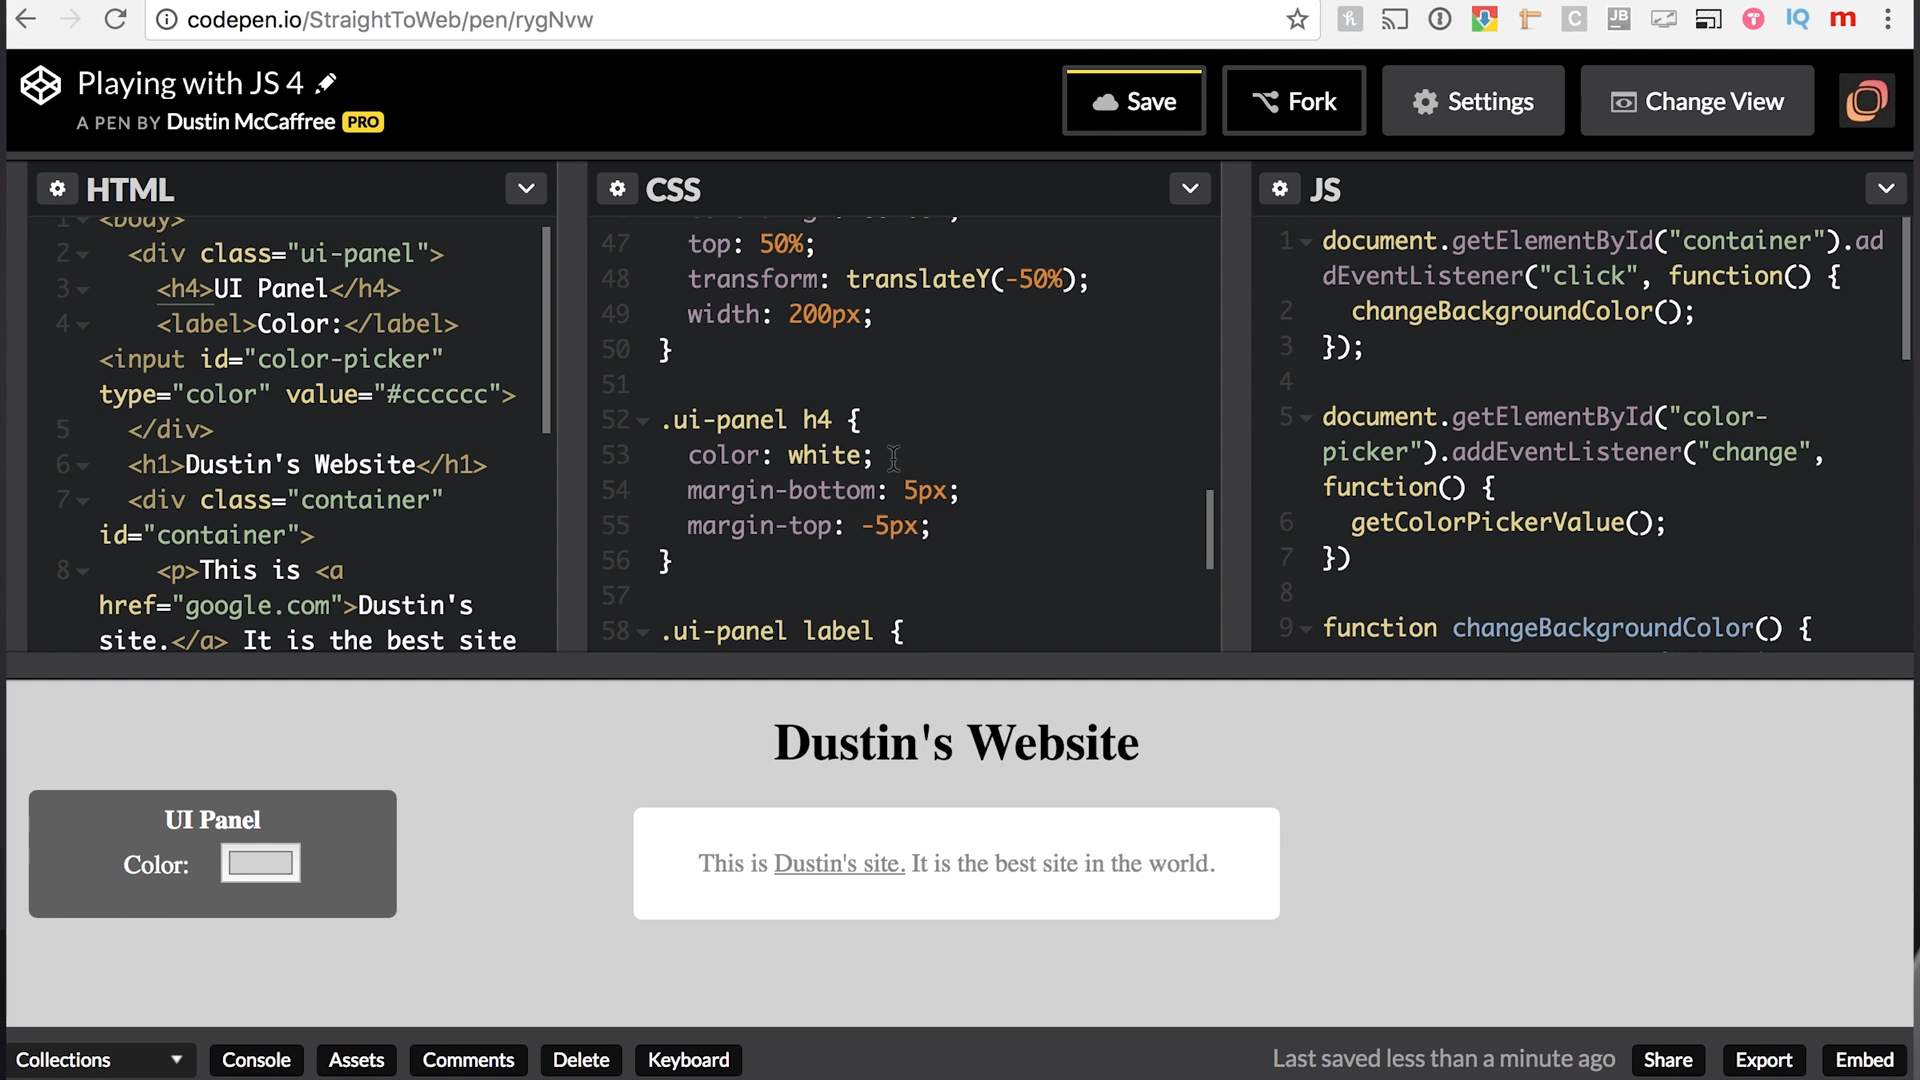 codepen.io/StraightToWeb/pen/rygNvw
Playing with JS 4
A PEN BY Dustin McCaffree PRO
Save
Fork
Settings
Change View
HTML
1 <body>
2 <div class="ui-panel">
3 <h4>UI Panel</h4>
4 <label>Color:</label>
<input id="color-picker"
type="color" value="#cccccc">
5 </div>
6 <h1>Dustin's Website</h1>
7 <div class="container"
id="container">
8 <p>This is <a
href="google.com">Dustin's
site.</a> It is the best site
CSS
47 top: 50%;
48 transform: translateY(-50%);
49 width: 200px;
50 }
51
52 .ui-panel h4 {
53 color: white;
54 margin-bottom: 5px;
55 margin-top: -5px;
56 }
57
58 .ui-panel label {
JS
1 document.getElementById("container").ad
dEventListener("click", function() {
2 changeBackgroundColor();
3 });
4
5 document.getElementById("color-
picker").addEventListener("change",
function() {
6 getColorPickerValue();
7 })
8
9 function changeBackgroundColor() {
Dustin's Website
UI Panel
Color:
This is Dustin's site. It is the best site in the world.
Collections
Console
Assets
Comments
Delete
Keyboard
Last saved less than a minute ago
Share
Export
Embed